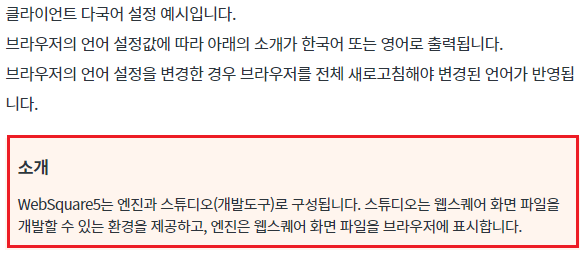 클라이언트 다국어 설정 예시입니다.
브라우저의 언어 설정값에 따라 아래의 소개가 한국어 또는 영어로 출력됩니다.
브라우저의 언어 설정을 변경한 경우 브라우저를 전체 새로고침해야 변경된 언어가 반영됩
니다.
소개
WebSquare5는 엔진과 스튜디오(개발도구)로 구성됩니다. 스튜디오는 웹스퀘어 화면 파일을
개발할 수 있는 환경을 제공하고, 엔진은 웹스퀘어 화면 파일을 브라우저에 표시합니다.